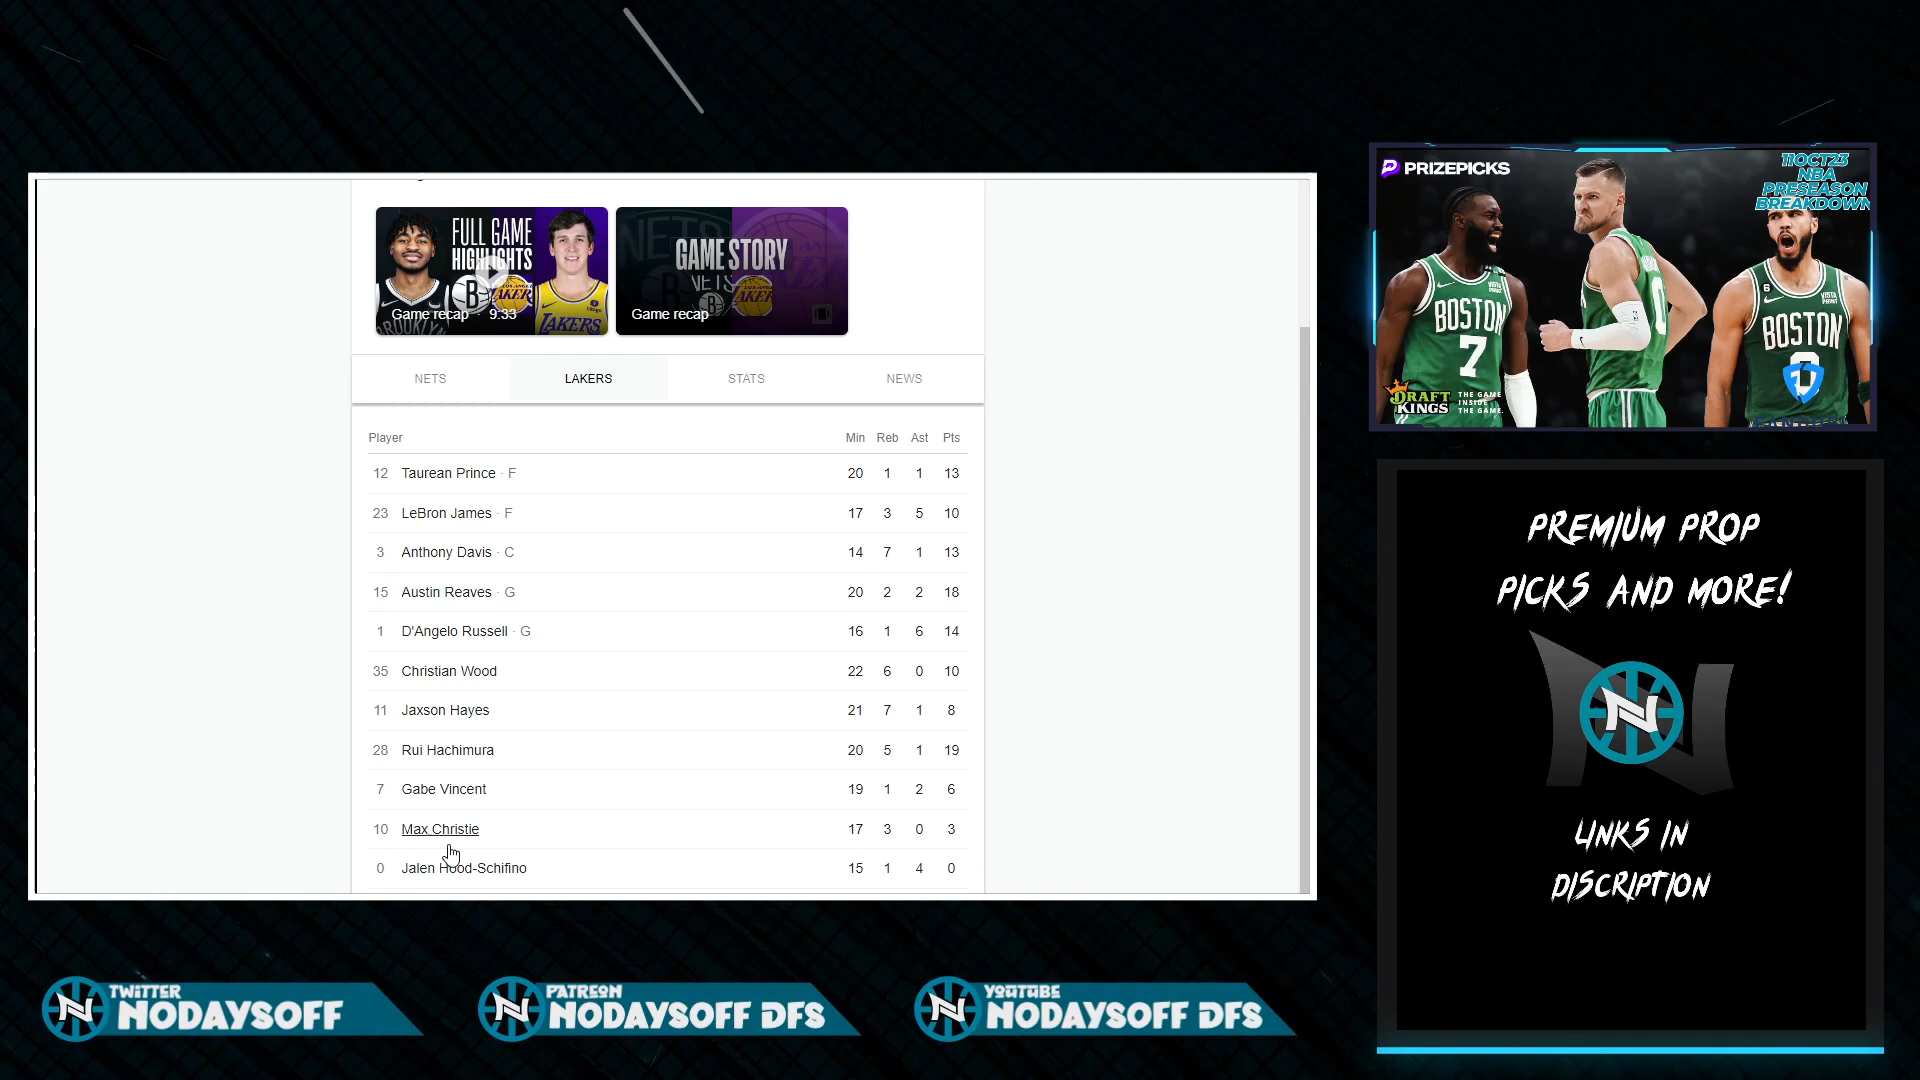 FULL GAME
HIGHLIGHTS
LAKERS
LAKERS
BROOKLYN
Game recap · 9:33
NETS
GAME STORY
NETS
Game recap
NETS
LAKERS
STATS
NEWS
Player Min Reb Ast Pts
12 Taurean Prince · F 20 1 1 13
23 LeBron James · F 17 3 5 10
3 Anthony Davis · C 14 7 1 13
15 Austin Reaves · G 20 2 2 18
1 D'Angelo Russell · G 16 1 6 14
35 Christian Wood 22 6 0 10
11 Jaxson Hayes 21 7 1 8
28 Rui Hachimura 20 5 1 19
7 Gabe Vincent 19 1 2 6
10 Max Christie 17 3 0 3
0 Jalen Hood-Schifino 15 1 4 0
PRIZEPICKS
11OCT23
NBA
PRESEASON
BREAKDOWN
BOSTON
7
BOSTON
DRAFT
KINGS
THE GAME
INSIDE
THE GAME.
PREMIUM PROP
PICKS AND MORE!
N
LINKS IN
DISCRIPTION
TWITTER
NODAYSOFF
PATREON
NODAYSOFF DFS
YOUTUBE
NODAYSOFF DFS